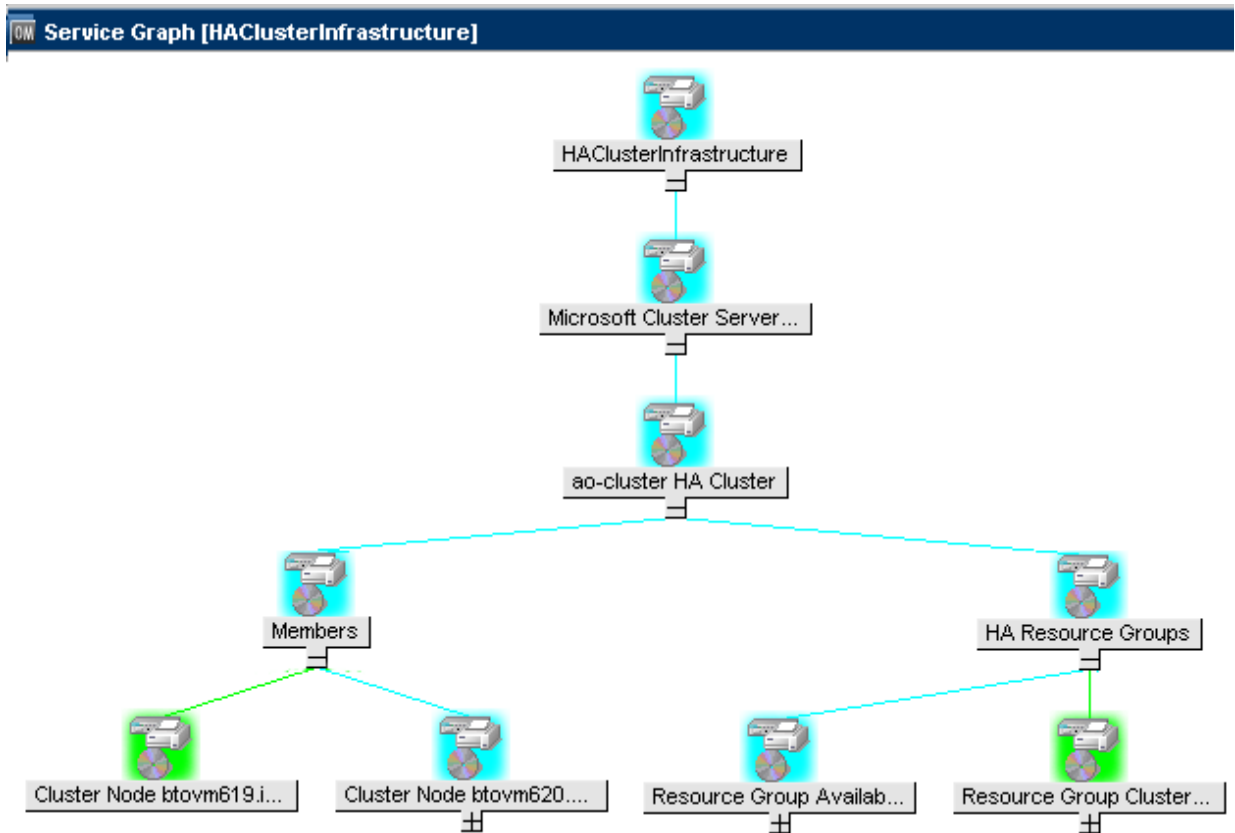 OM Service Graph [HAClusterInfrastructure]
HAClusterInfrastructure
Microsoft Cluster Server...
ao-cluster HA Cluster
Members
HA Resource Groups
Cluster Node btovm619.i...
Cluster Node btovm620....
Resource Group Availab...
Resource Group Cluster...